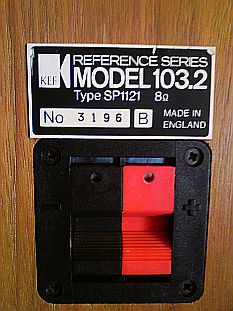 KEF
REFERENCE SERIES
MODEL 103.2
Type SP1121 8Ω
No 3196 B
MADE IN
ENGLAND
- +